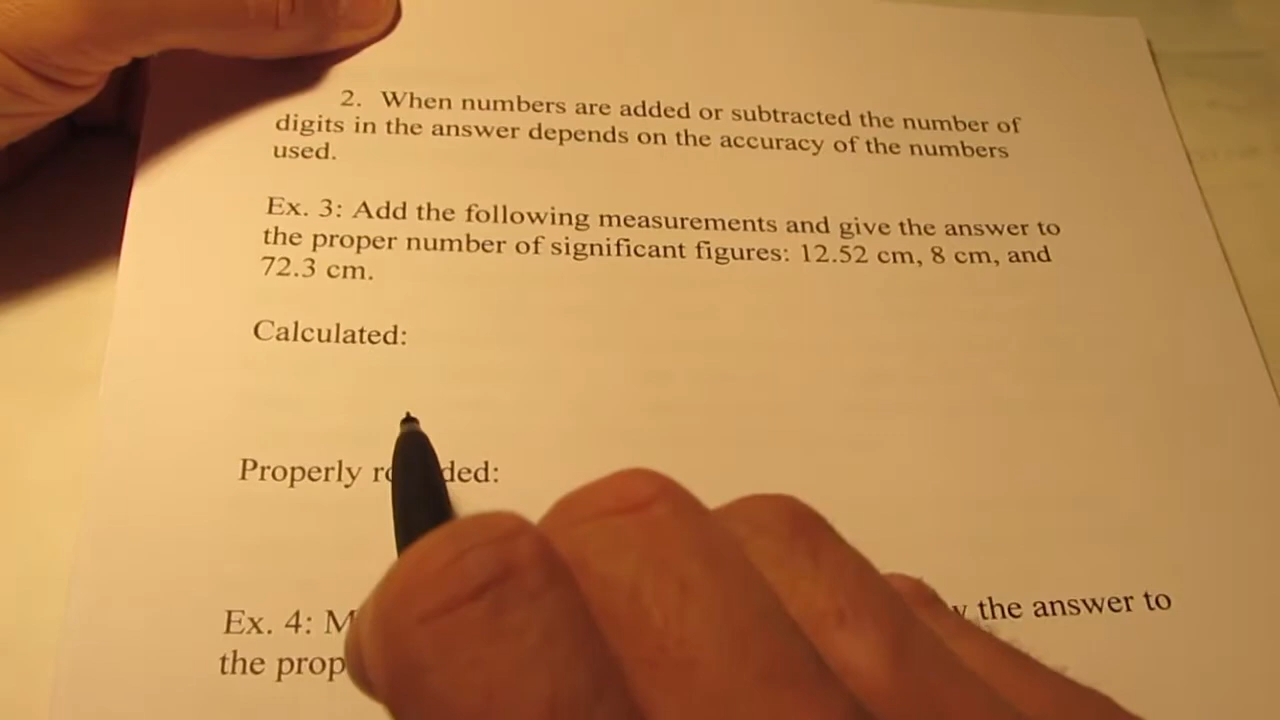 2. When numbers are added or subtracted the number of
digits in the answer depends on the accuracy of the numbers
used.
Ex. 3: Add the following measurements and give the answer to
the proper number of significant figures: 12.52 cm, 8 cm, and
72.3 cm.
Calculated:
Properly
Ex. 4: the answer to
the